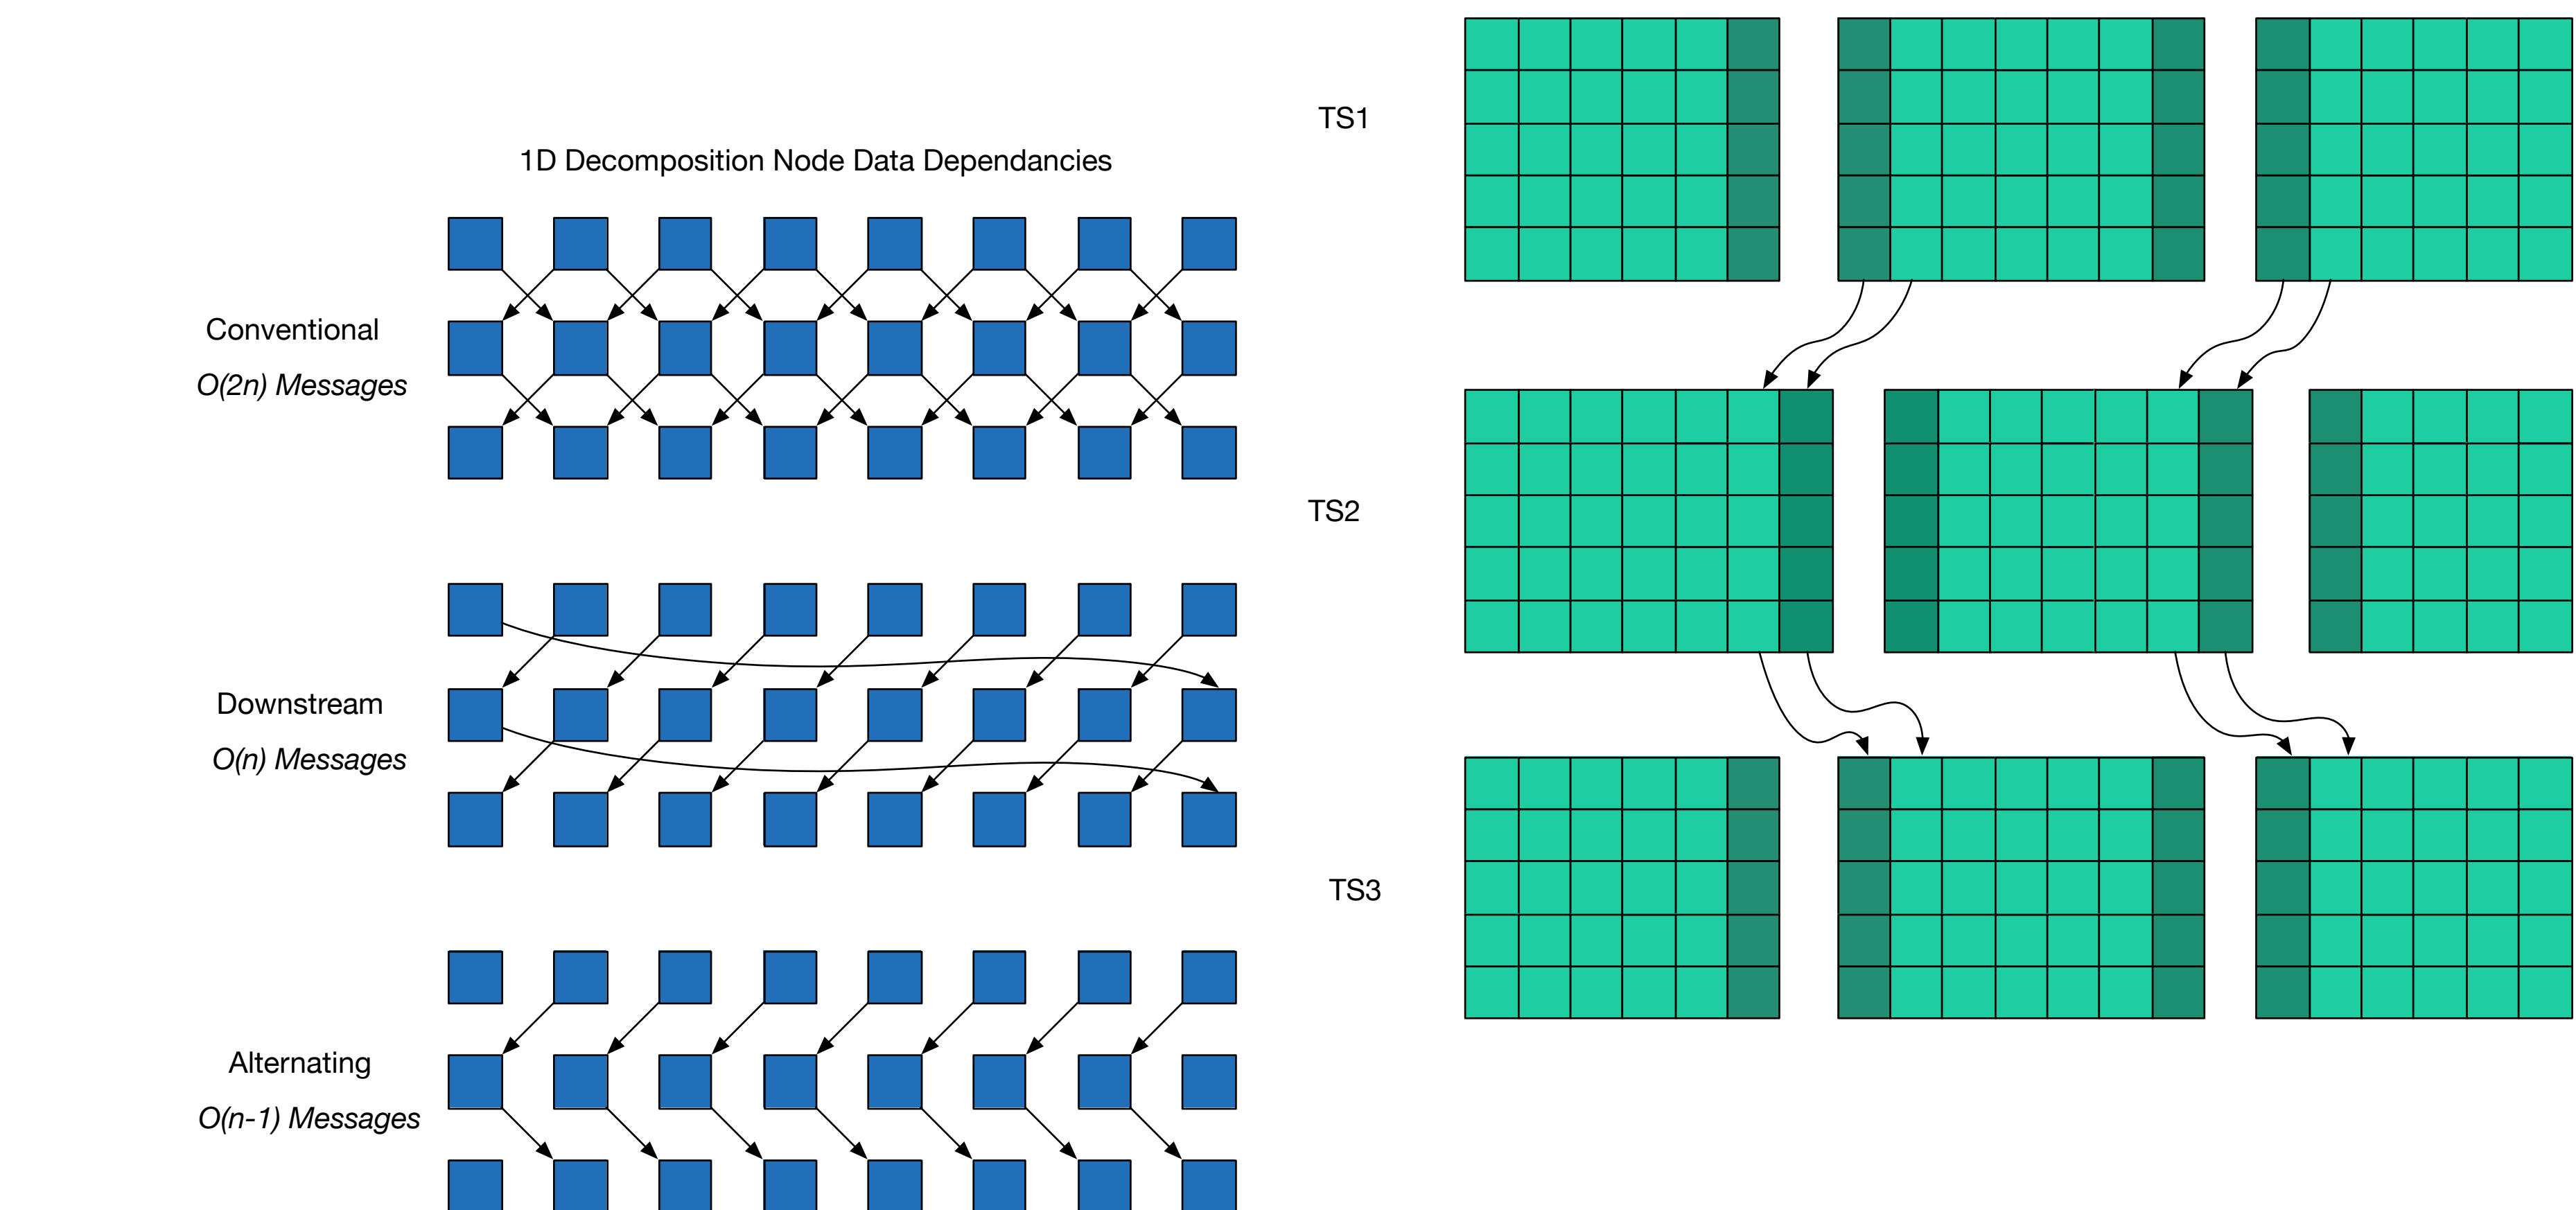 1D Decomposition Node Data Dependancies
Conventional
O(2n) Messages
Downstream
O(n) Messages
Alternating
O(n-1) Messages
TS1
TS2
TS3